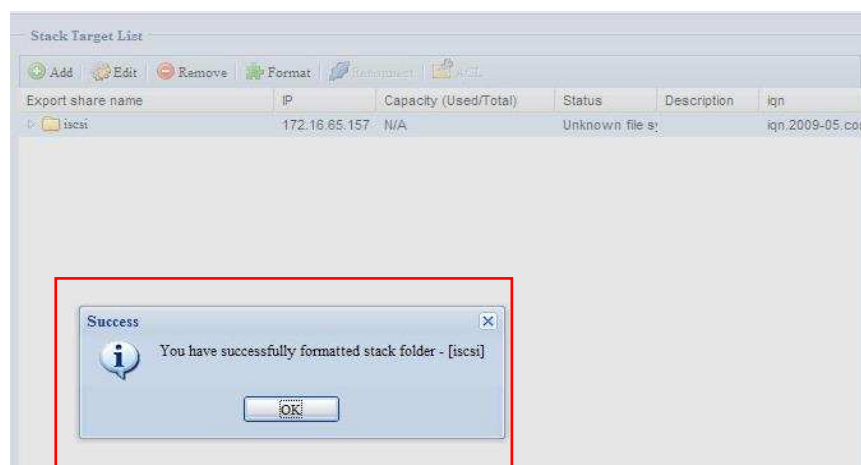 Stack Target List
Add Edit Remove Format Reconnect ACL
Export share name IP Capacity (Used/Total) Status Description iqn
iscsi 172.16.65.157 N/A Unknown file sy iqn.2009-05.co
Success
You have successfully formatted stack folder - [iscsi]
OK